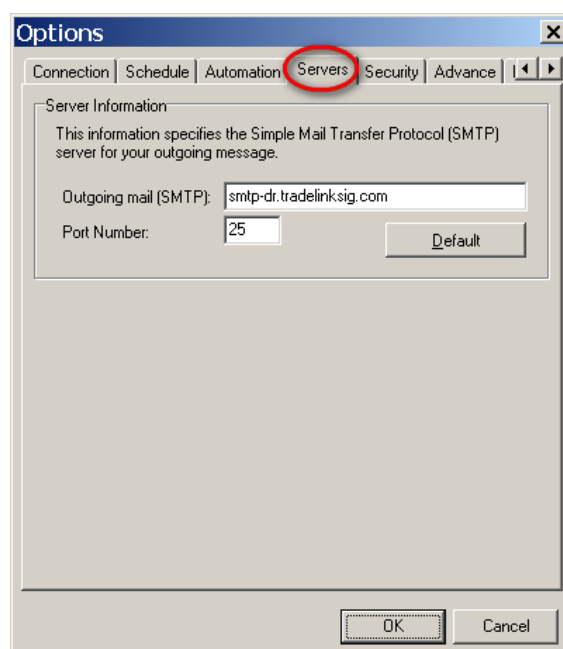 Options
Connection Schedule Automation Servers Security Advance
Server Information
This information specifies the Simple Mail Transfer Protocol (SMTP)
server for your outgoing message.
Outgoing mail (SMTP): smtp-dr.tradelinksig.com
Port Number: 25
Default
OK Cancel